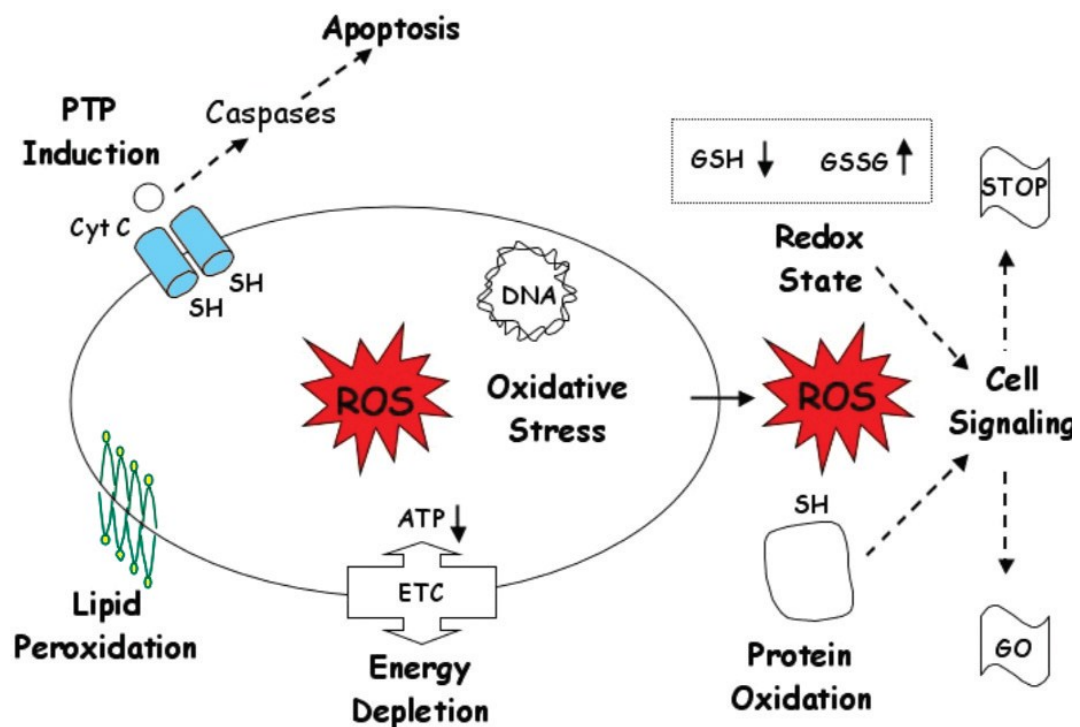 Apoptosis
PTP
Induction
Caspases
Cyt C
SH
SH
GSH
GSSG
STOP
Redox
State
DNA
ROS
Oxidative
Stress
ROS
Cell
Signaling
SH
ATP
ETC
Lipid
Peroxidation
Energy
Depletion
Protein
Oxidation
GO